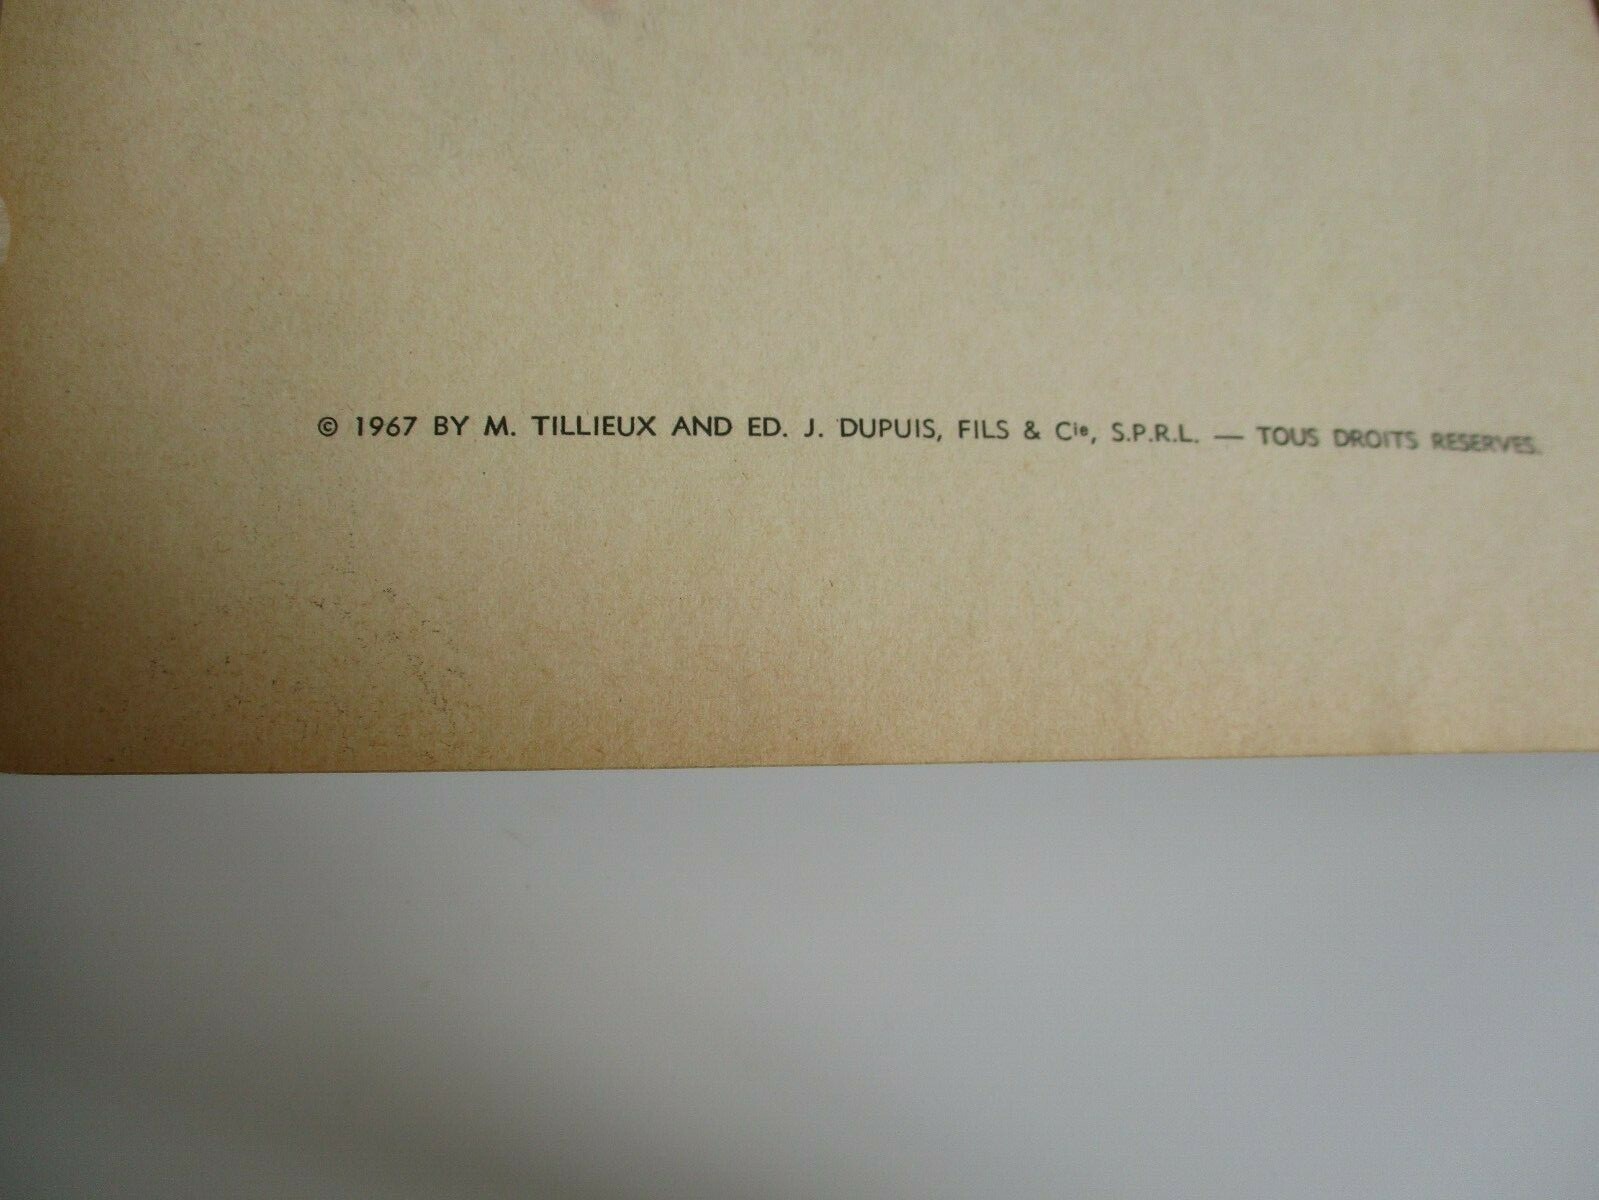 © 1967 BY M. TILLIEUX AND ED. J. DUPUIS, FILS & Cie, S.P.R.L. — TOUS DROITS RESERVES.